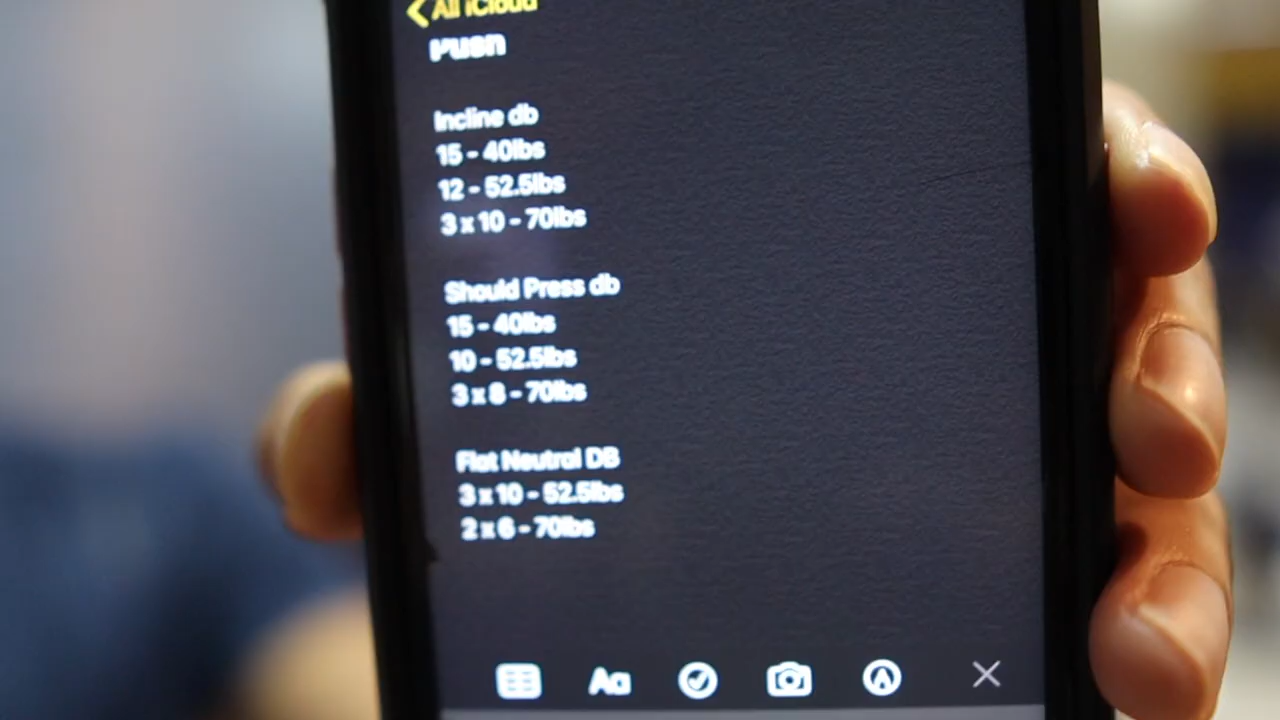 All iCloud
Push
Incline db
15 - 40lbs
12 - 52.5lbs
3 x 10 - 70lbs
Should Press db
15 - 40lbs
10 - 52.5lbs
3 x 8 - 70lbs
Flat Neutral DB
3 x 10 - 52.5lbs
2 x 6 - 70lbs
Aa